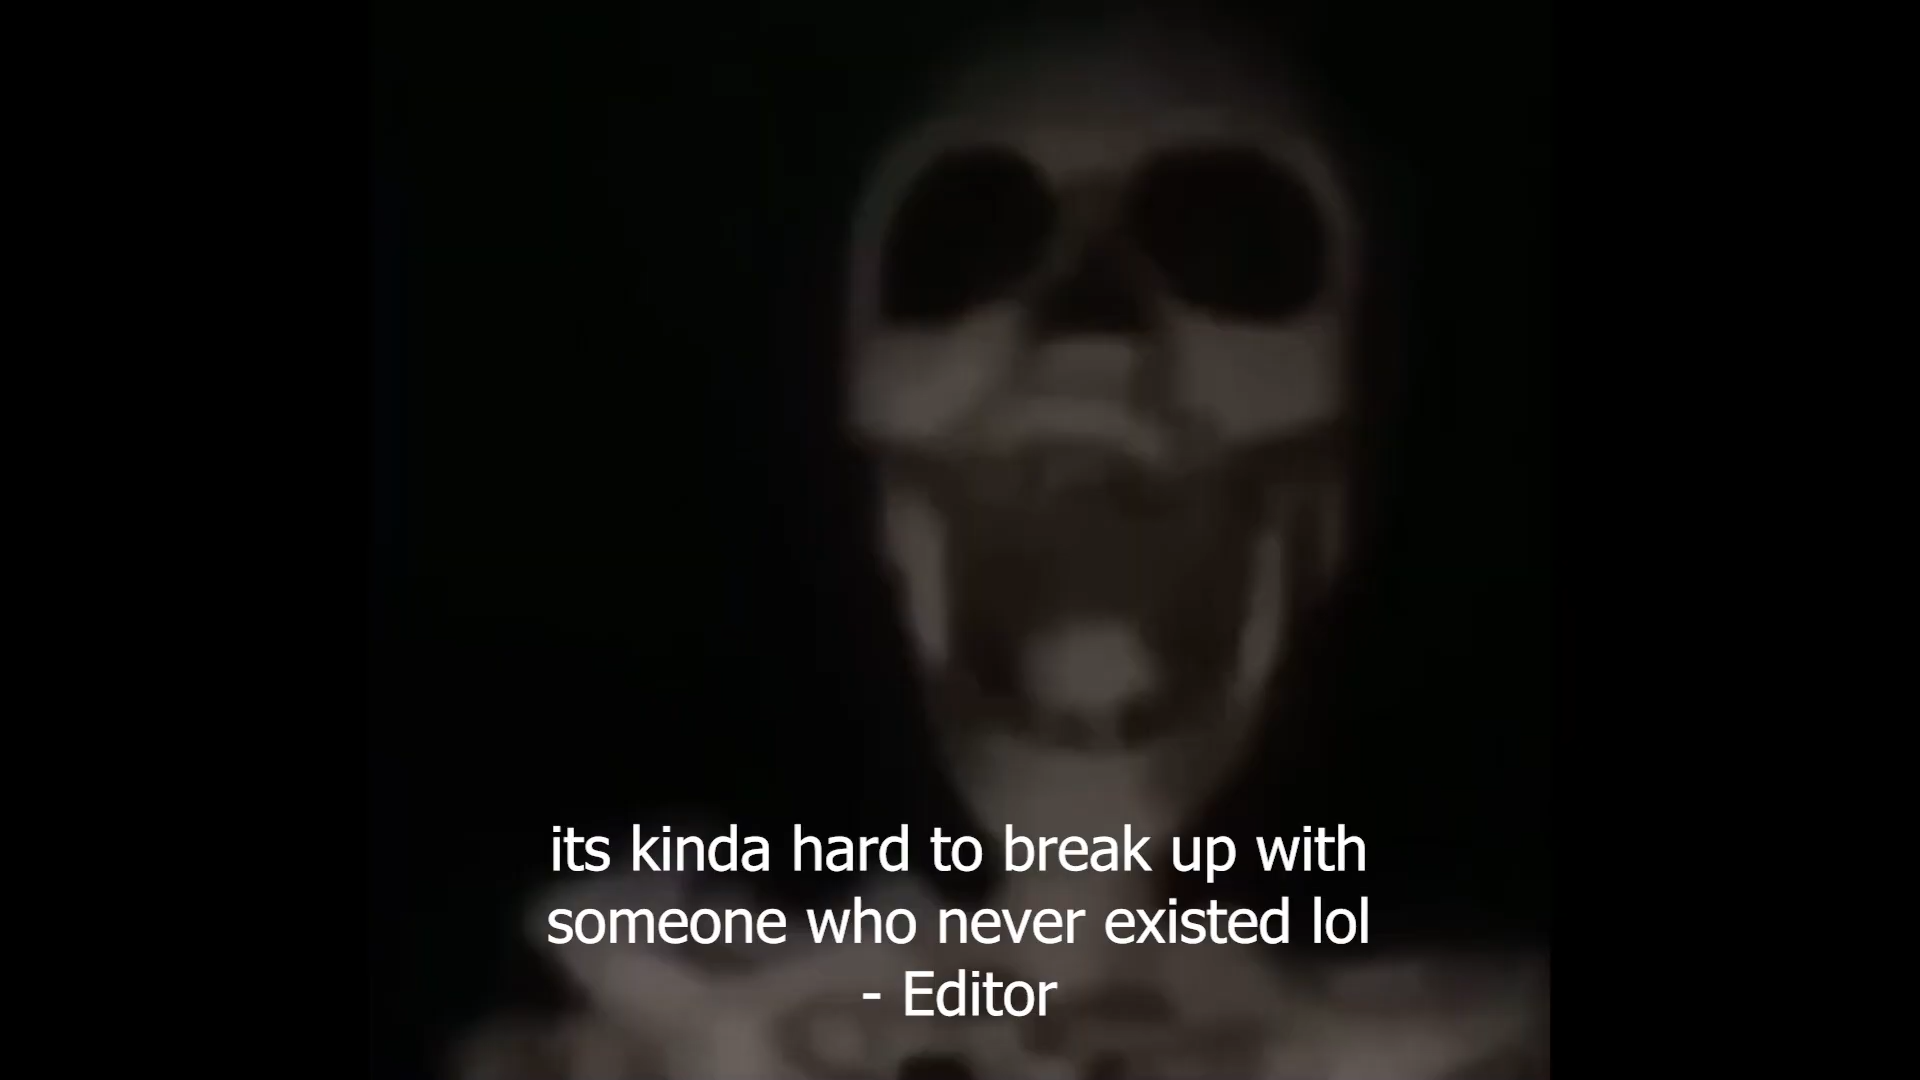 its kinda hard to break up with
someone who never existed lol
- Editor